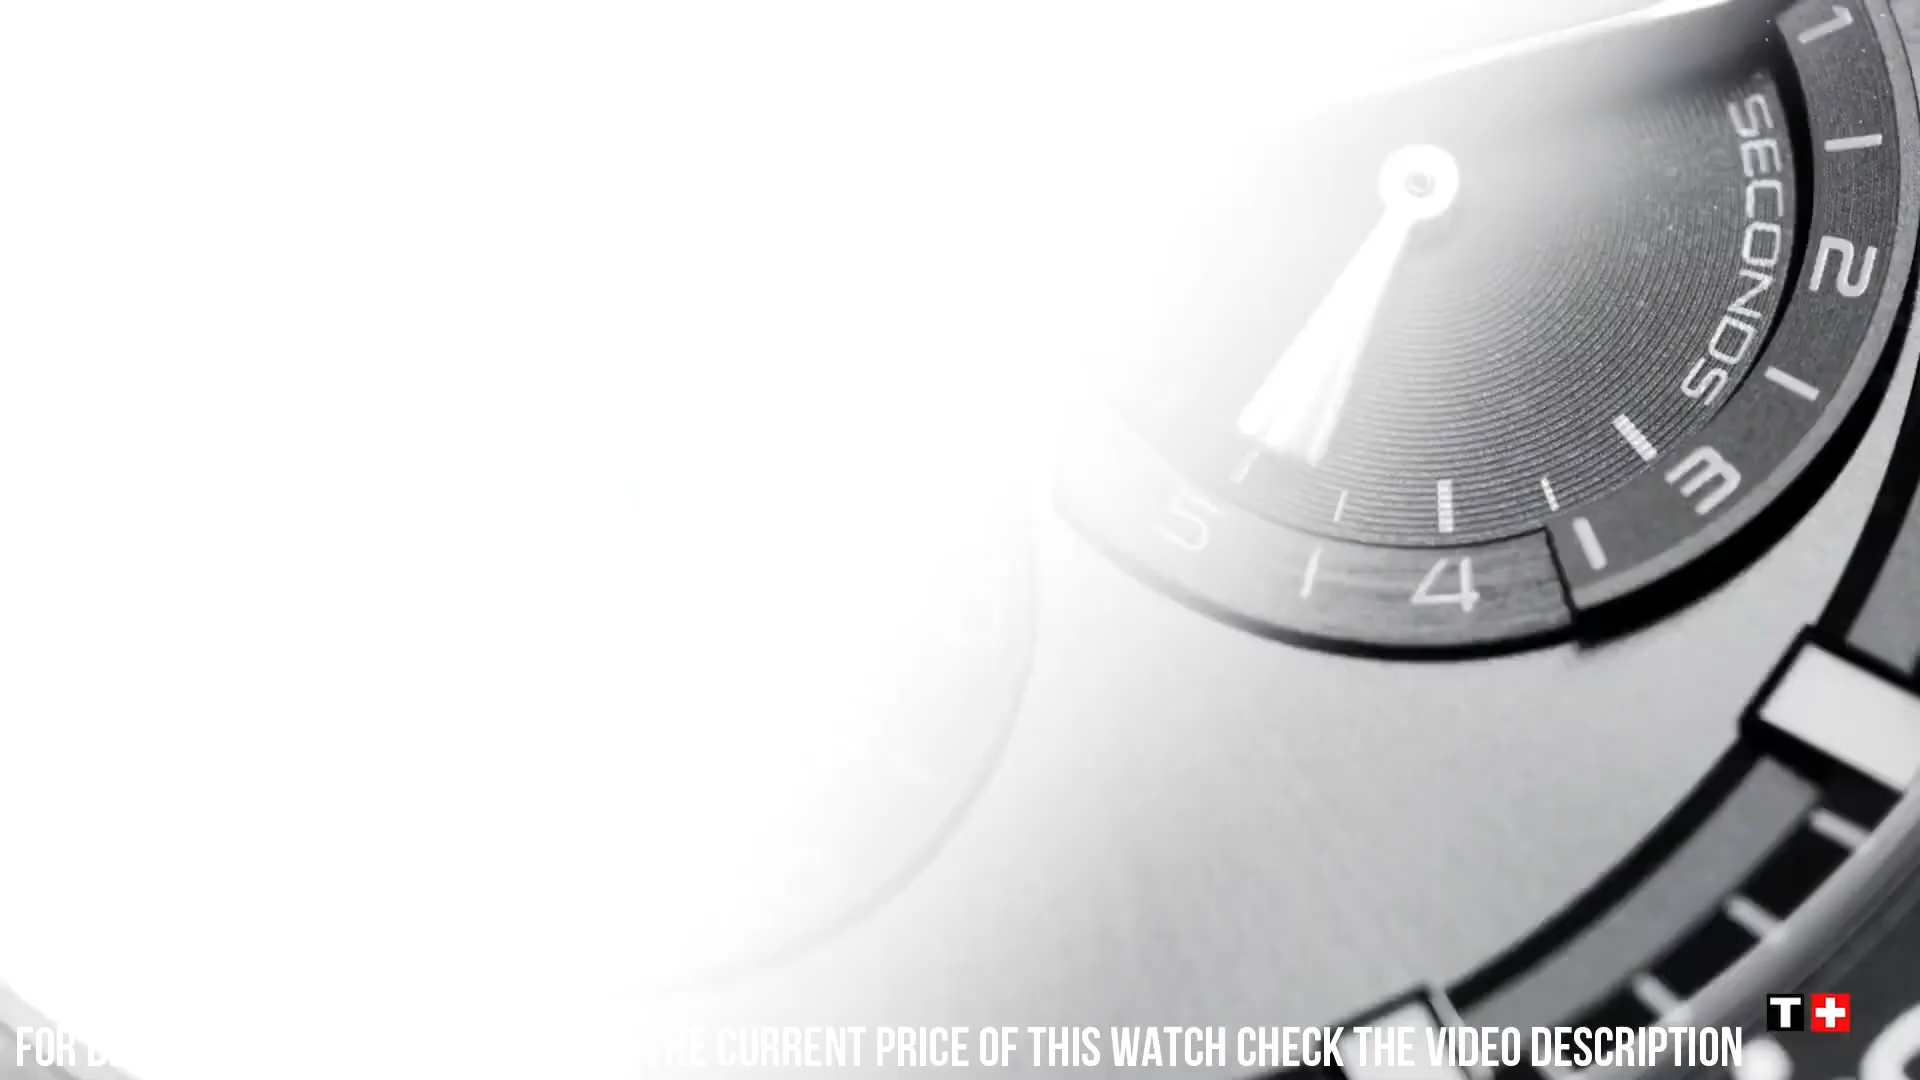 1
SECONDS
2
3
4
5
T
FOR
THE CURRENT PRICE OF THIS WATCH CHECK THE VIDEO DESCRIPTION